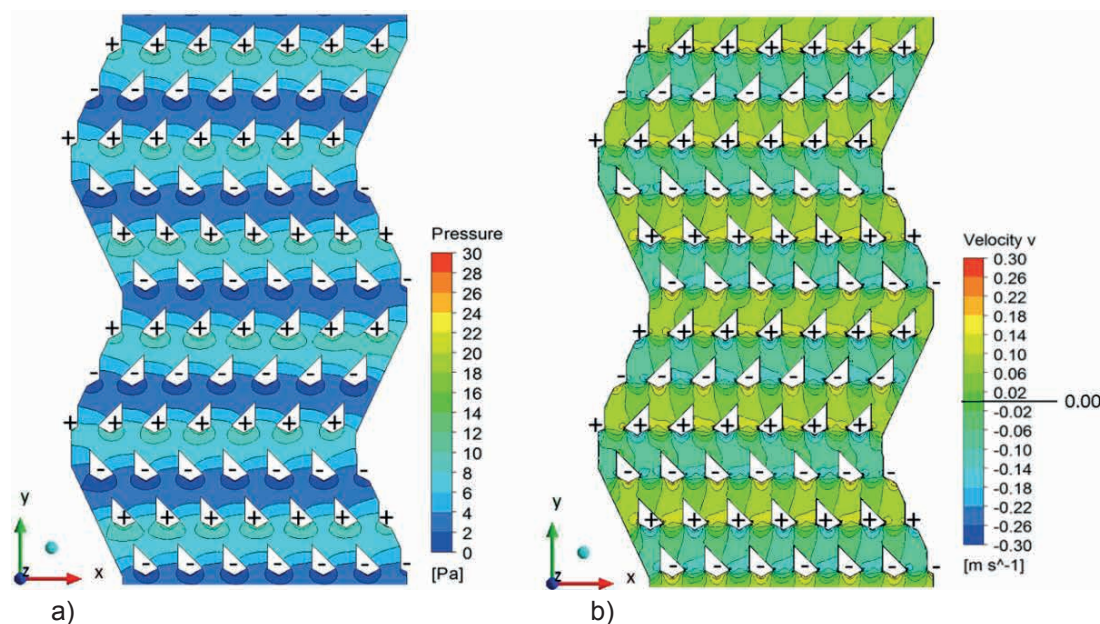 + + + + + + +
- - - - - - -
+ + + + + + +
- - - - - - -
+ + + + + + +
- - - - - - -
+ + + + + + +
- - - - - - -
+ + + + + + +
- - - - - - -
+ + + + + + +
- - - - - - -
Pressure
30
28
26
24
22
20
18
16
14
12
10
8
6
4
2
0
[Pa]
y
z
x
a)
+ + + + + + +
- - - - - - -
+ + + + + + +
- - - - - - -
+ + + + + + +
- - - - - - -
+ + + + + + +
- - - - - - -
+ + + + + + +
- - - - - - -
+ + + + + + +
- - - - - - -
Velocity v
0.30
0.26
0.22
0.18
0.14
0.10
0.06
0.02
0.00
-0.02
-0.06
-0.10
-0.14
-0.18
-0.22
-0.26
-0.30
[m s^-1]
y
z
x
b)